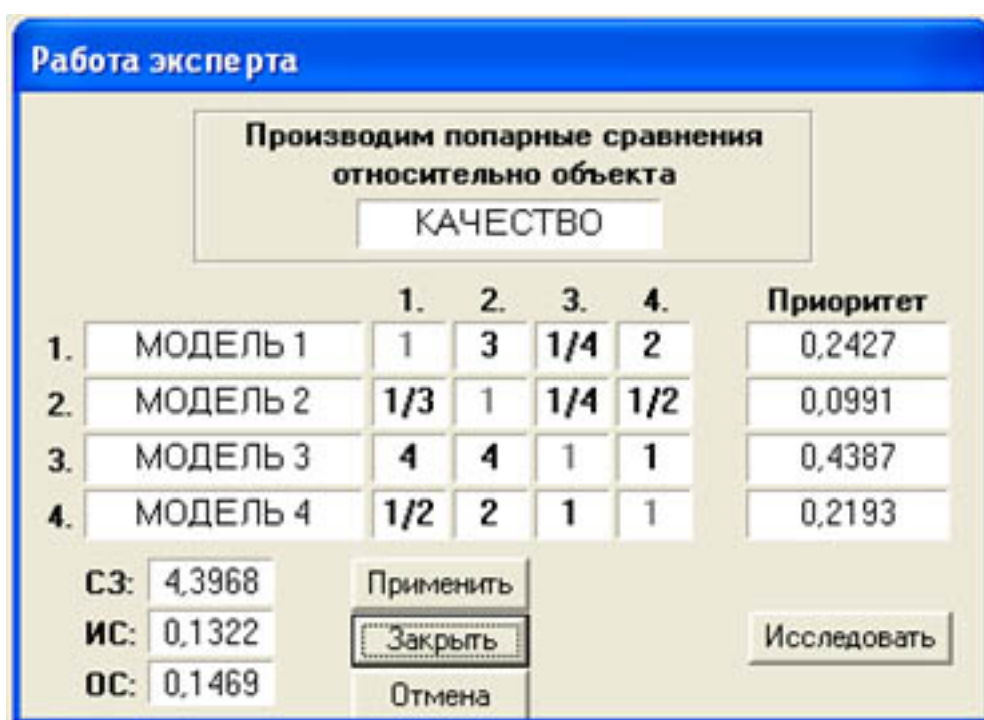 Работа эксперта
Производим попарные сравнения
относительно объекта
КАЧЕСТВО
1. 2. 3. 4. Приоритет
1. МОДЕЛЬ 1 1 3 1/4 2 0,2427
2. МОДЕЛЬ 2 1/3 1 1/4 1/2 0,0991
3. МОДЕЛЬ 3 4 4 1 1 0,4387
4. МОДЕЛЬ 4 1/2 2 1 1 0,2193
СЗ: 4,3968 Применить
ИС: 0,1322 Закрыть Исследовать
ОС: 0,1469 Отмена